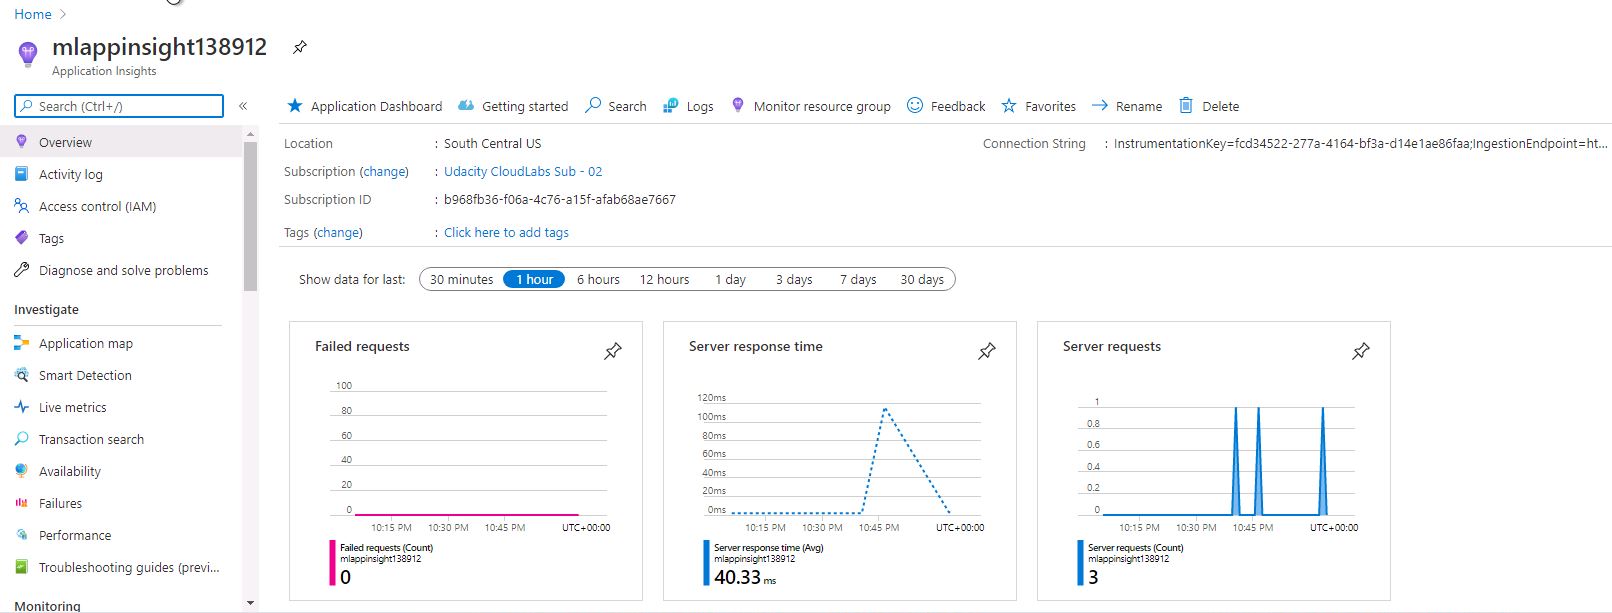 Home
mlappinsight138912
Application Insights
Search (Ctrl+/)
«
Application Dashboard
Getting started
Search
Logs
Monitor resource group
Feedback
Favorites
Rename
Delete
Overview
Activity log
Access control (IAM)
Tags
Diagnose and solve problems
Investigate
Application map
Smart Detection
Live metrics
Transaction search
Availability
Failures
Performance
Troubleshooting guides (previ...
Monitoring
Location : South Central US
Subscription (change) : Udacity CloudLabs Sub - 02
Subscription ID : b968fb36-f06a-4c76-a15f-afab68ae7667
Tags (change) : Click here to add tags
Connection String : InstrumentationKey=fcd34522-277a-4164-bf3a-d14e1ae86faa;IngestionEndpoint=ht...
Show data for last: 30 minutes 1 hour 6 hours 12 hours 1 day 3 days 7 days 30 days
Failed requests
100
80
60
40
20
0
10:15 PM 10:30 PM 10:45 PM UTC+00:00
Failed requests (Count)
mlappinsight138912
0
Server response time
120ms
100ms
80ms
60ms
40ms
20ms
0ms
10:15 PM 10:30 PM 10:45 PM UTC+00:00
Server response time (Avg)
mlappinsight138912
40.33 ms
Server requests
1
0.8
0.6
0.4
0.2
0
10:15 PM 10:30 PM 10:45 PM UTC+00:00
Server requests (Count)
mlappinsight138912
3